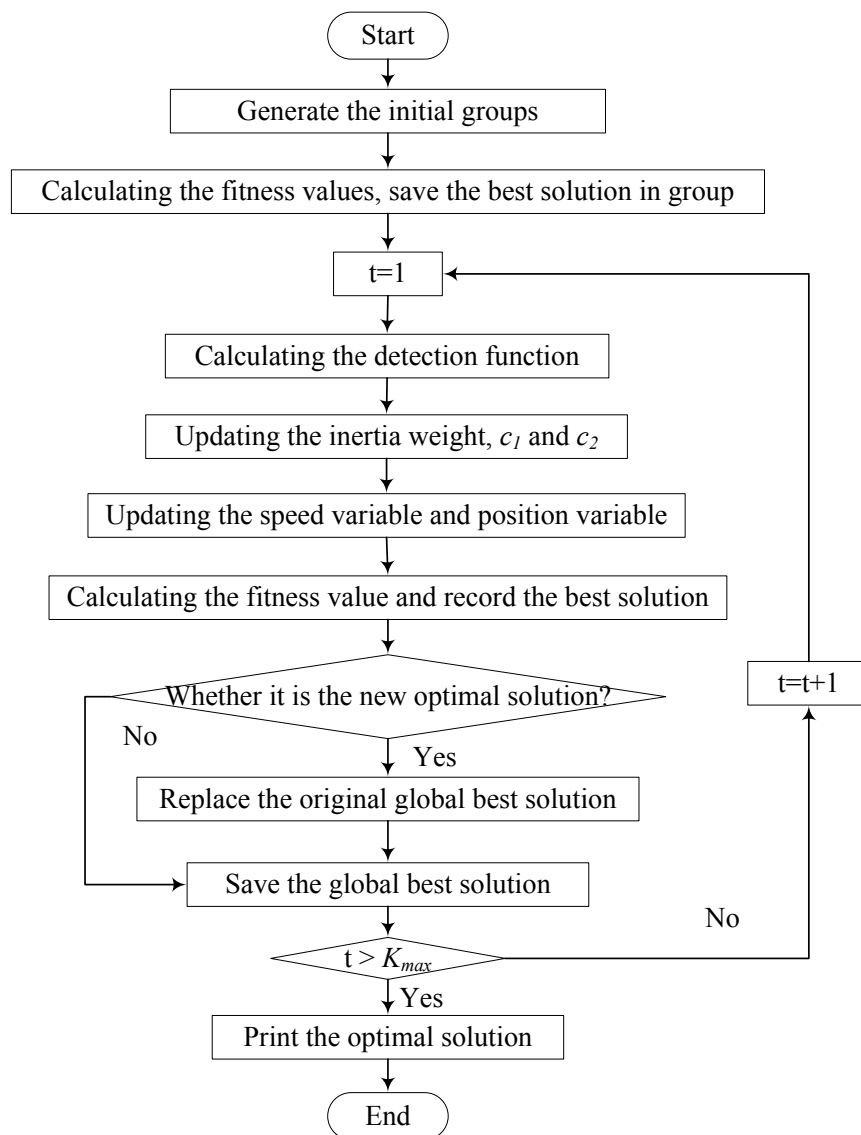 Start
Generate the initial groups
Calculating the fitness values, save the best solution in group
t=1
Calculating the detection function
Updating the inertia weight, c1 and c2
Updating the speed variable and position variable
Calculating the fitness value and record the best solution
Whether it is the new optimal solution?
t=t+1
No
Yes
Replace the original global best solution
Save the global best solution
No
t > Kmax
Yes
Print the optimal solution
End